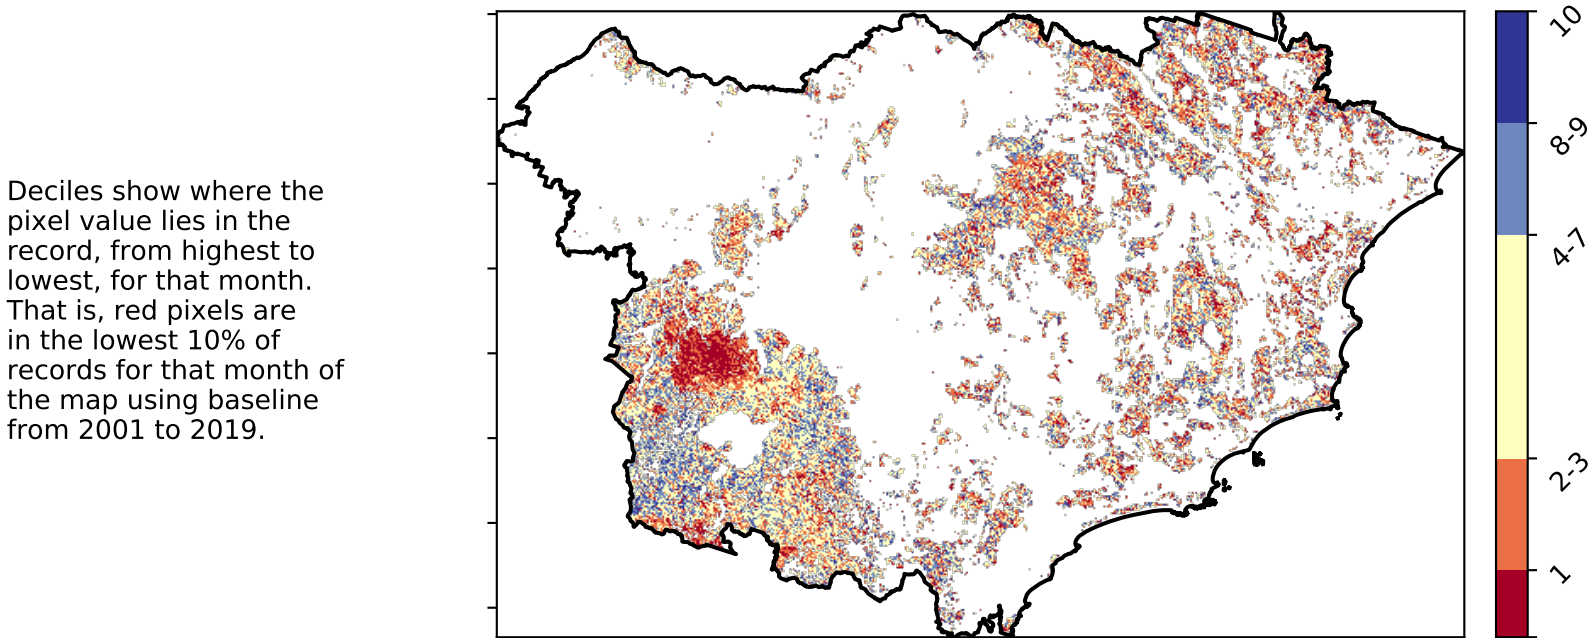 Deciles show where the
pixel value lies in the
record, from highest to
lowest, for that month.
That is, red pixels are
in the lowest 10% of
records for that month of
the map using baseline
from 2001 to 2019.
10
8-9
4-7
2-3
1